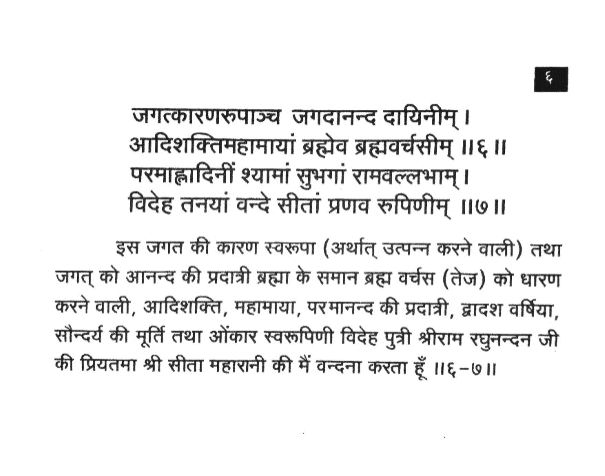 ६
जगत्कारणरुपाञ्च जगदानन्द दायिनीम् ।
आदिशक्तिमहामायां ब्रह्मेव ब्रह्मवर्चसीम् ॥६॥
परमाह्लादिनीं श्यामां सुभगां रामवल्लभाम् ।
विदेह तनयां वन्दे सीतां प्रणव रुपिणीम् ॥७॥
इस जगत की कारण स्वरूपा (अर्थात् उत्पन्न करने वाली) तथा
जगत् को आनन्द की प्रदात्री ब्रह्मा के समान ब्रह्म वर्चस (तेज) को धारण
करने वाली, आदिशक्ति, महामाया, परमानन्द की प्रदात्री, द्वादश वर्षिया,
सौन्दर्य की मूर्ति तथा ओंकार स्वरूपिणी विदेह पुत्री श्रीराम रघुनन्दन जी
की प्रियतमा श्री सीता महारानी की मैं वन्दना करता हूँ ॥६-७॥